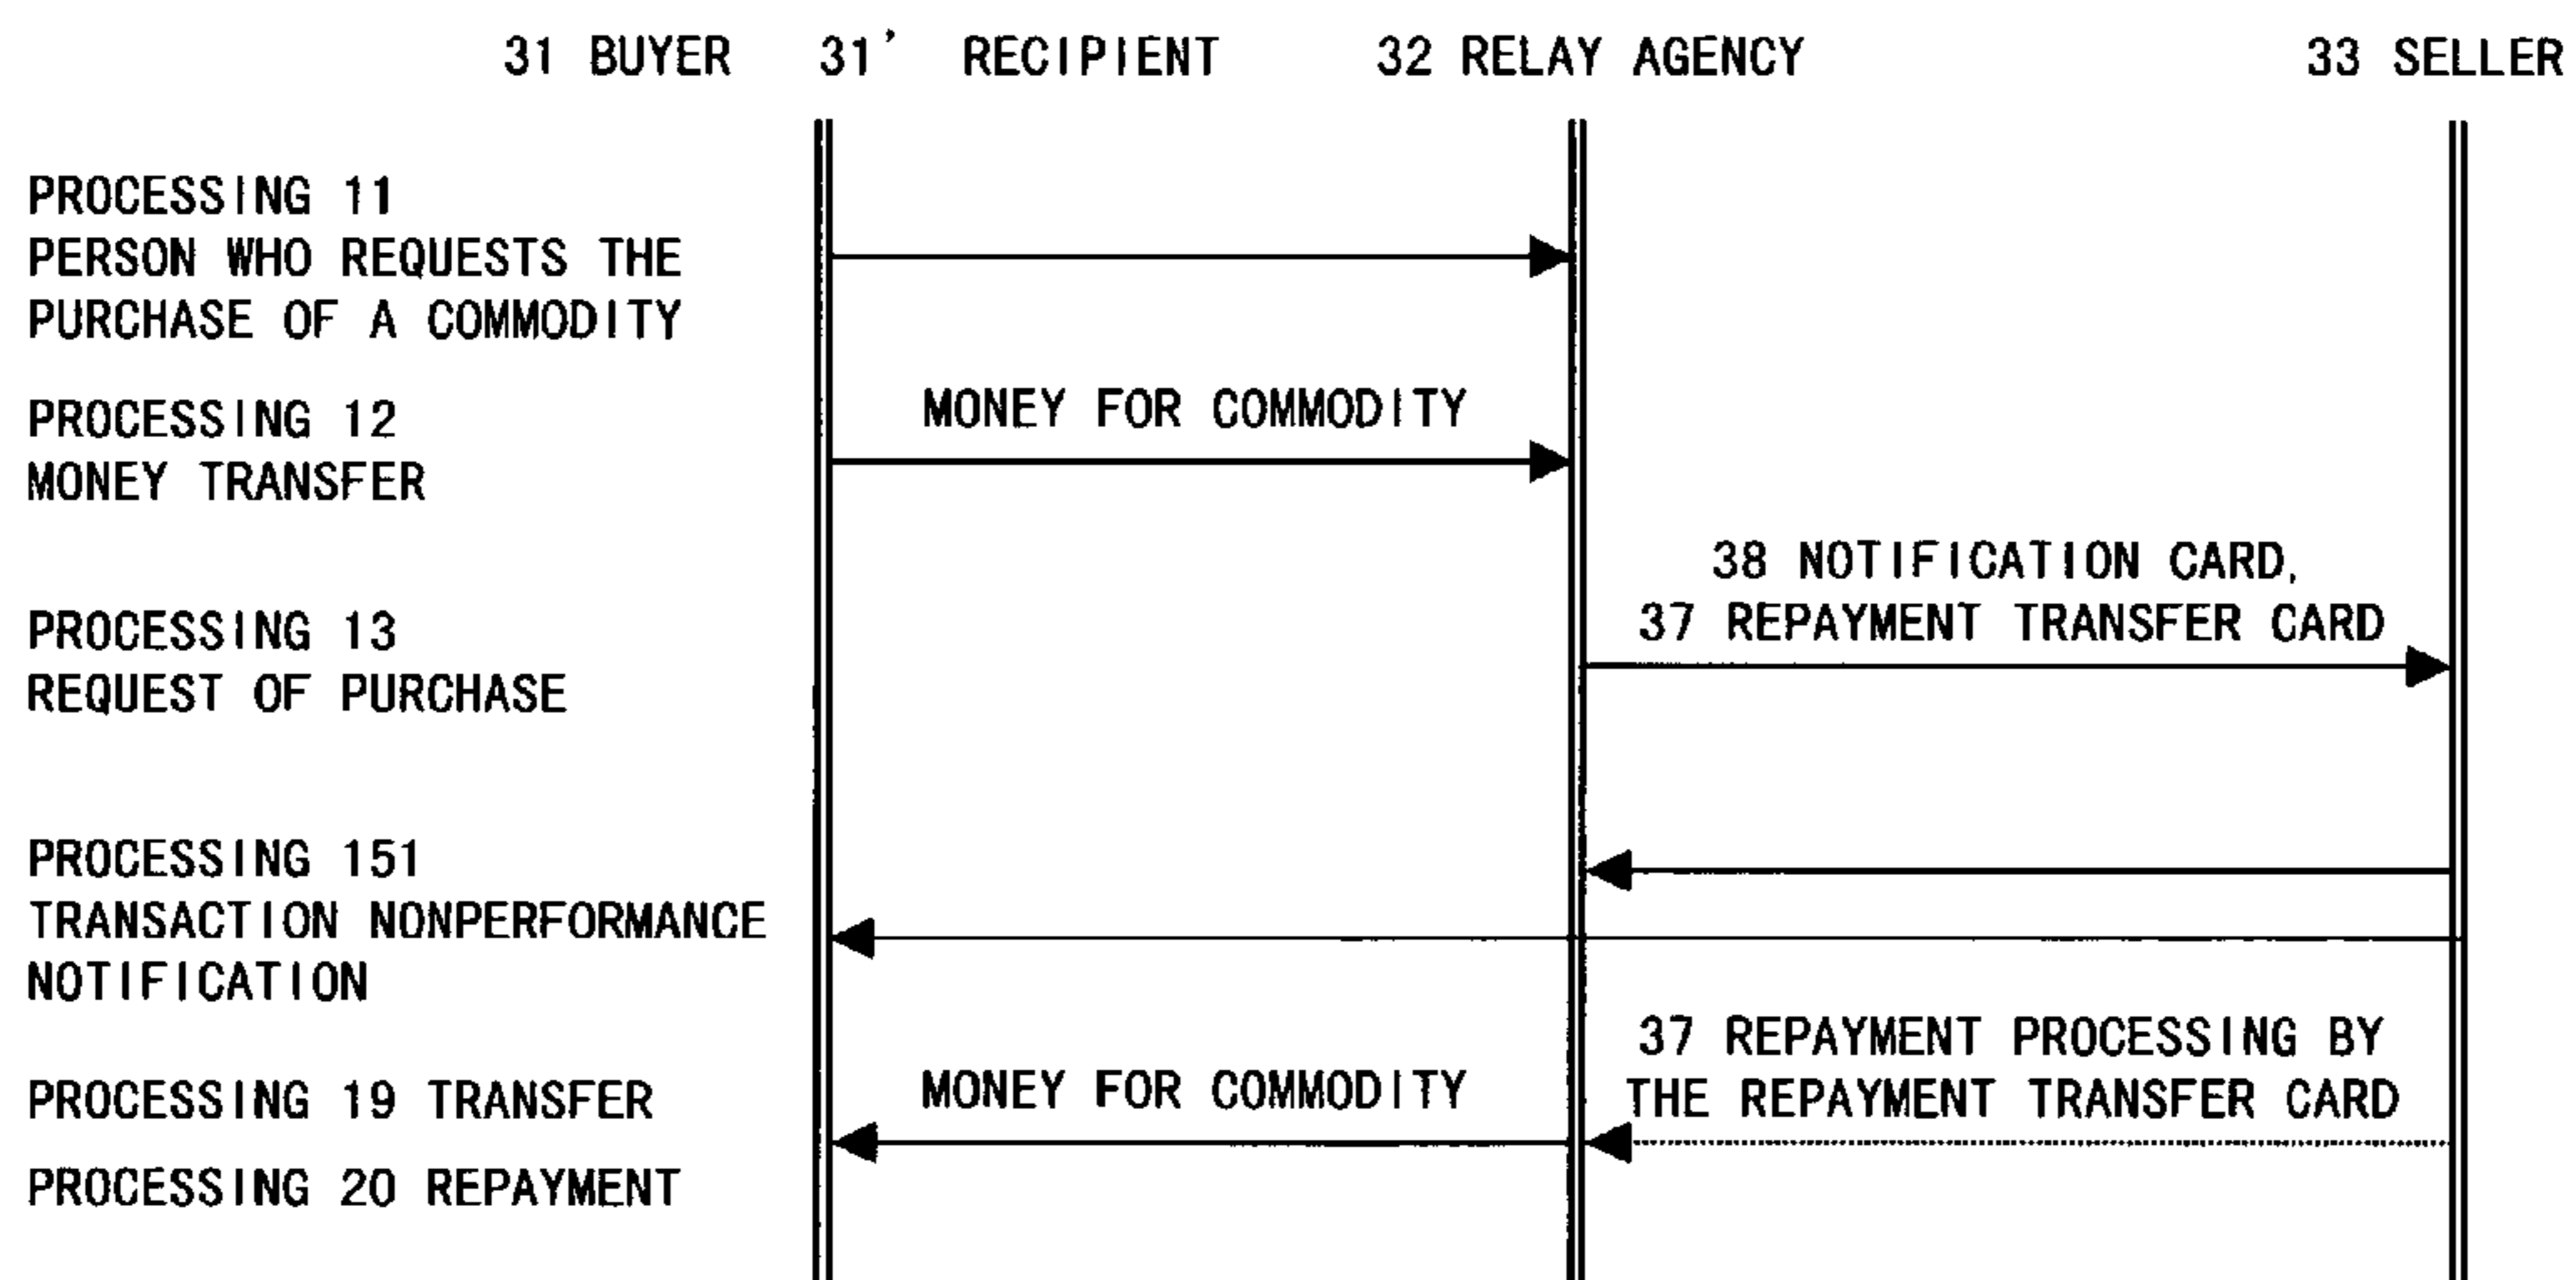 31 BUYER 31' RECIPIENT 32 RELAY AGENCY 33 SELLER
PROCESSING 11
PERSON WHO REQUESTS THE
PURCHASE OF A COMMODITY
PROCESSING 12
MONEY TRANSFER
MONEY FOR COMMODITY
38 NOTIFICATION CARD,
37 REPAYMENT TRANSFER CARD
PROCESSING 13
REQUEST OF PURCHASE
PROCESSING 151
TRANSACTION NONPERFORMANCE
NOTIFICATION
37 REPAYMENT PROCESSING BY
THE REPAYMENT TRANSFER CARD
MONEY FOR COMMODITY
PROCESSING 19 TRANSFER
PROCESSING 20 REPAYMENT